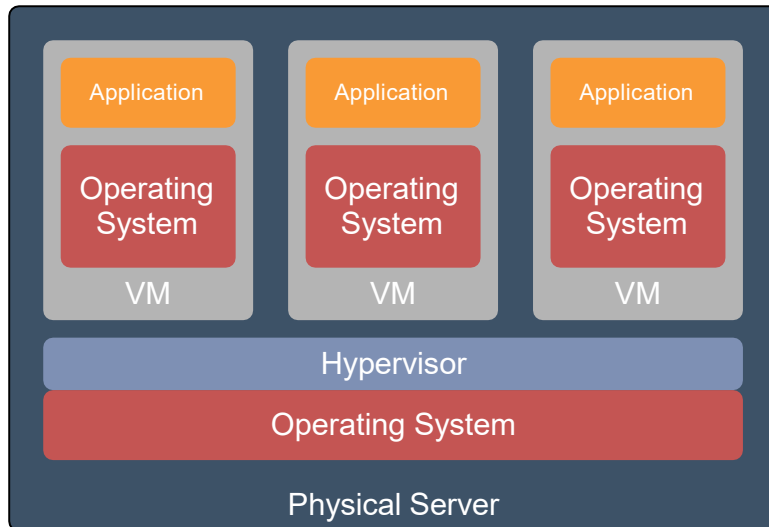 Application
Application
Application
Operating
System
Operating
System
Operating
System
VM
VM
VM
Hypervisor
Operating System
Physical Server